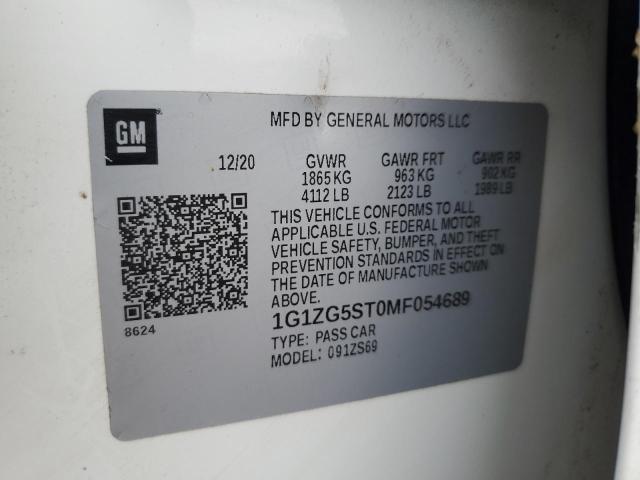 GM
MFD BY GENERAL MOTORS LLC
12/20 GVWR GAWR FRT GAWR RR
1865 KG 963 KG 902 KG
4112 LB 2123 LB 1989 LB
THIS VEHICLE CONFORMS TO ALL
APPLICABLE U.S. FEDERAL MOTOR
VEHICLE SAFETY, BUMPER, AND THEFT
PREVENTION STANDARDS IN EFFECT ON
THE DATE OF MANUFACTURE SHOWN
ABOVE.
8624
1G1ZG5ST0MF054689
TYPE: PASS CAR
MODEL: 091ZS69